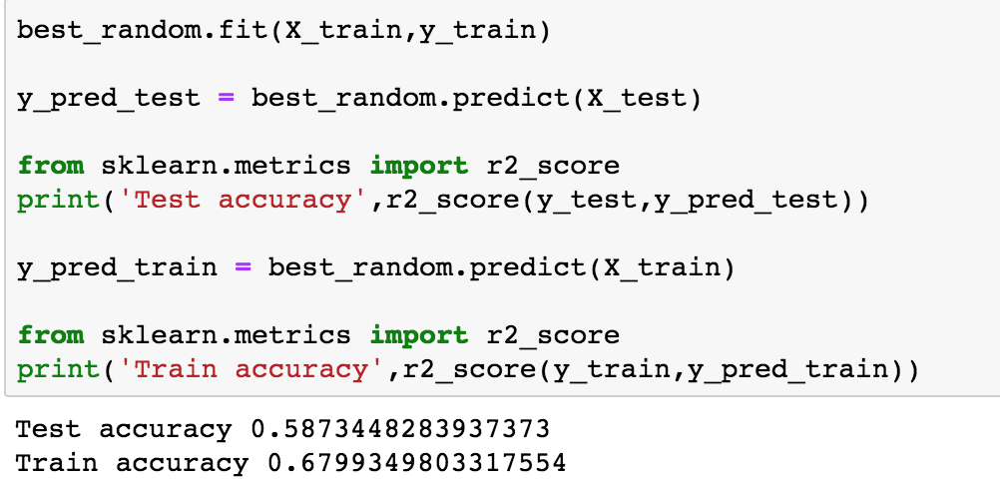 best_random.fit(X_train,y_train)
y_pred_test = best_random.predict(X_test)
from sklearn.metrics import r2_score
print('Test accuracy',r2_score(y_test,y_pred_test))
y_pred_train = best_random.predict(X_train)
from sklearn.metrics import r2_score
print('Train accuracy',r2_score(y_train,y_pred_train))
Test accuracy 0.5873448283937373
Train accuracy 0.6799349803317554